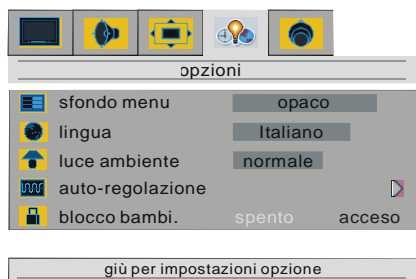 opzioni
sfondo menu opaco
lingua Italiano
luce ambiente normale
auto-regolazione
blocco bambi. spento acceso
giù per impostazioni opzione